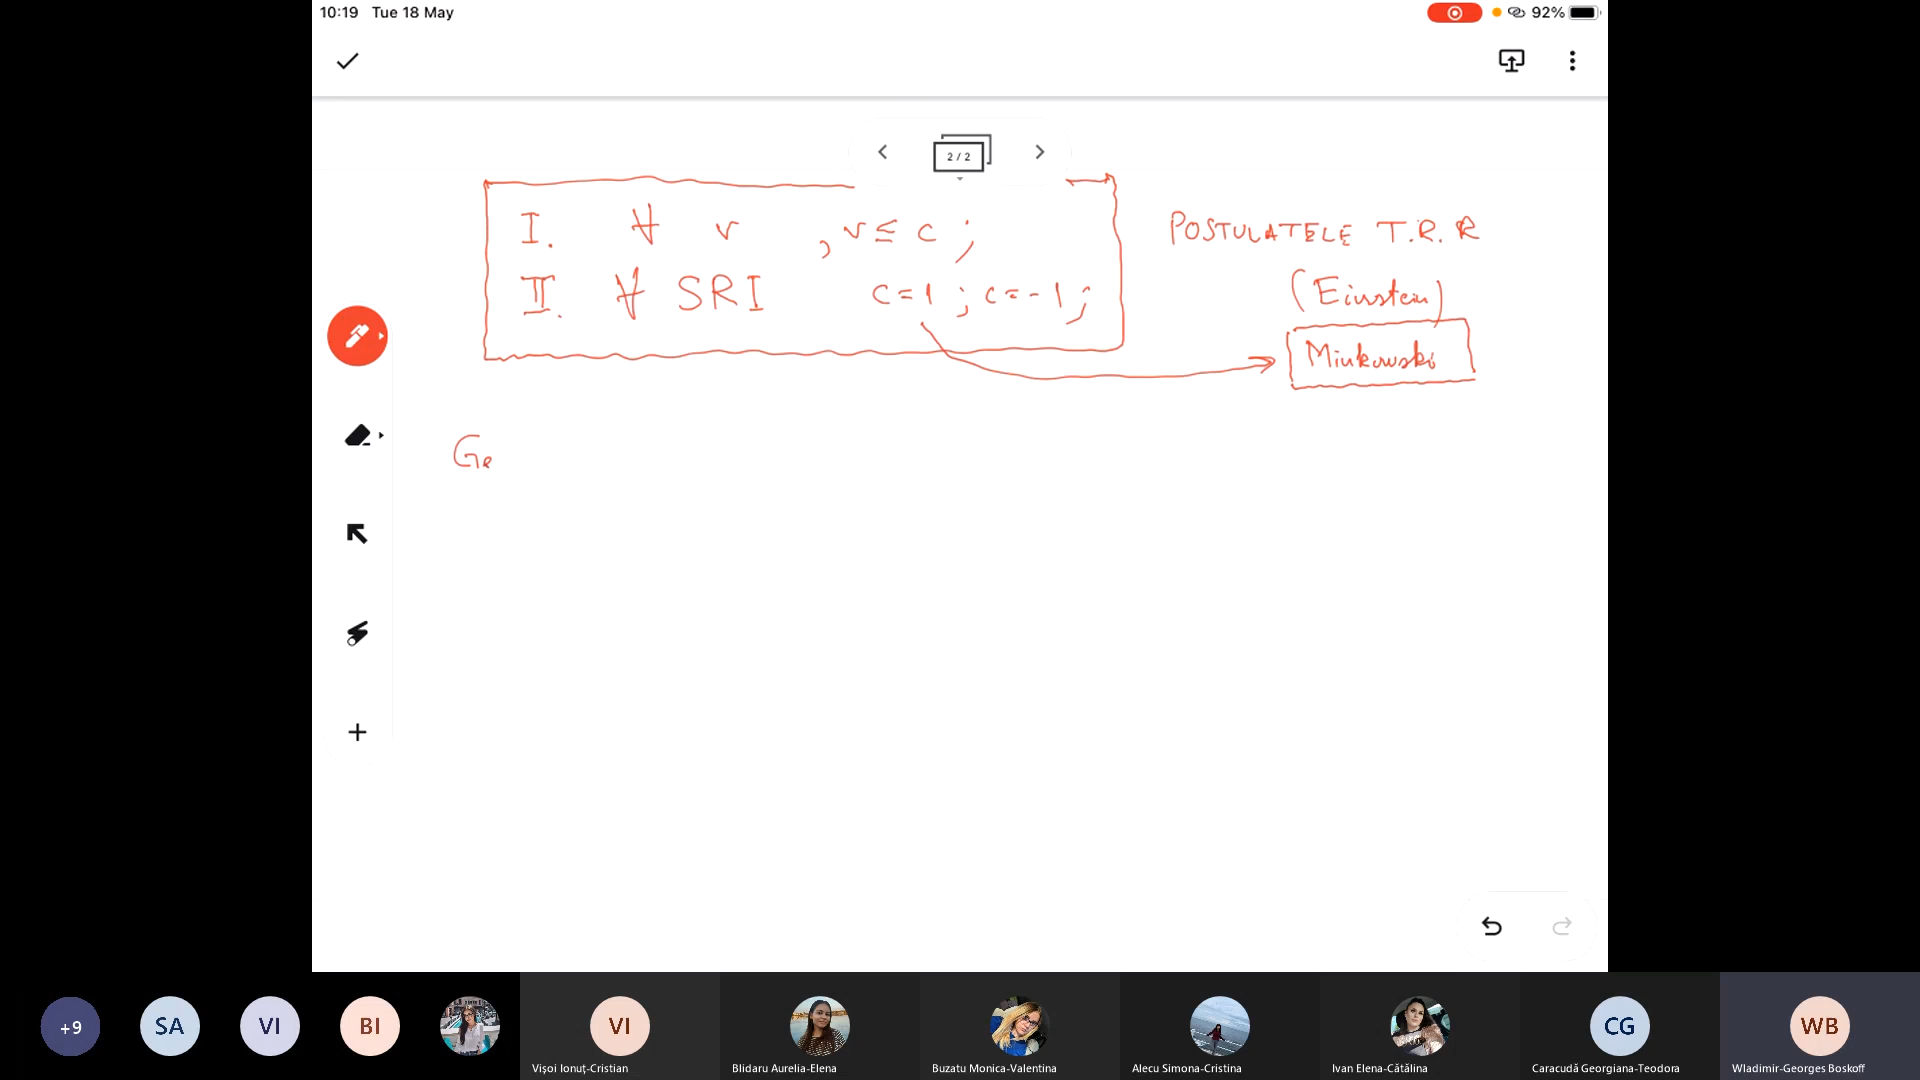 10:19 Tue 18 May
92%
2 / 2
I. ∀ v , v ≤ c ;
POSTULATELE T.R.R
II. ∀ SRI c = 1 ; c = -1 ;
(Einstein)
Minkowski
Ge
+9
SA
VI
BI
VI
CG
WB
Vișoi Ionuț-Cristian
Blidaru Aurelia-Elena
Buzatu Monica-Valentina
Alecu Simona-Cristina
Ivan Elena-Cătălina
Caracudă Georgiana-Teodora
Wladimir-Georges Boskoff